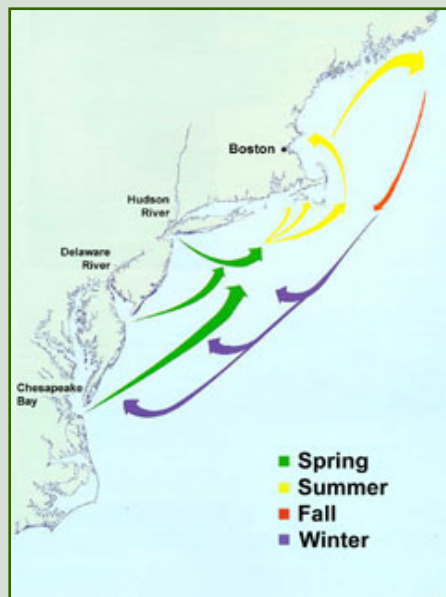 Boston
Hudson
River
Delaware
River
Chesapeake
Bay
Spring
Summer
Fall
Winter